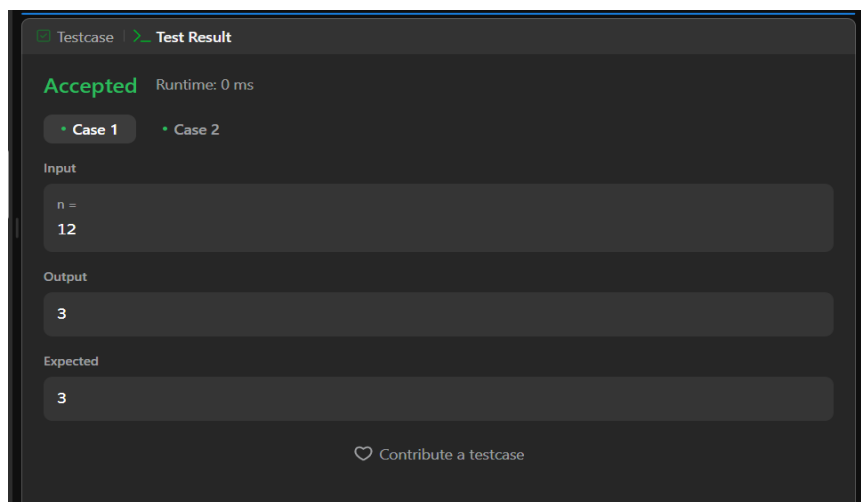 Testcase >_ Test Result
Accepted Runtime: 0 ms
• Case 1 • Case 2
Input
n =
12
Output
3
Expected
3
Contribute a testcase